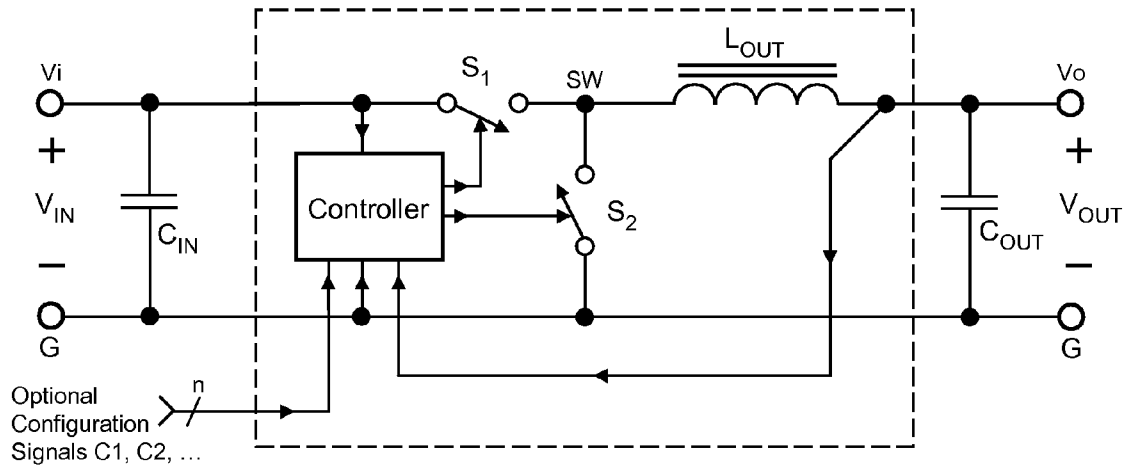 L_OUT
Vi
S_1
SW
Vo
+
V_IN
−
C_IN
Controller
S_2
C_OUT
+
V_OUT
−
G
G
n
Optional
Configuration
Signals C1, C2, …